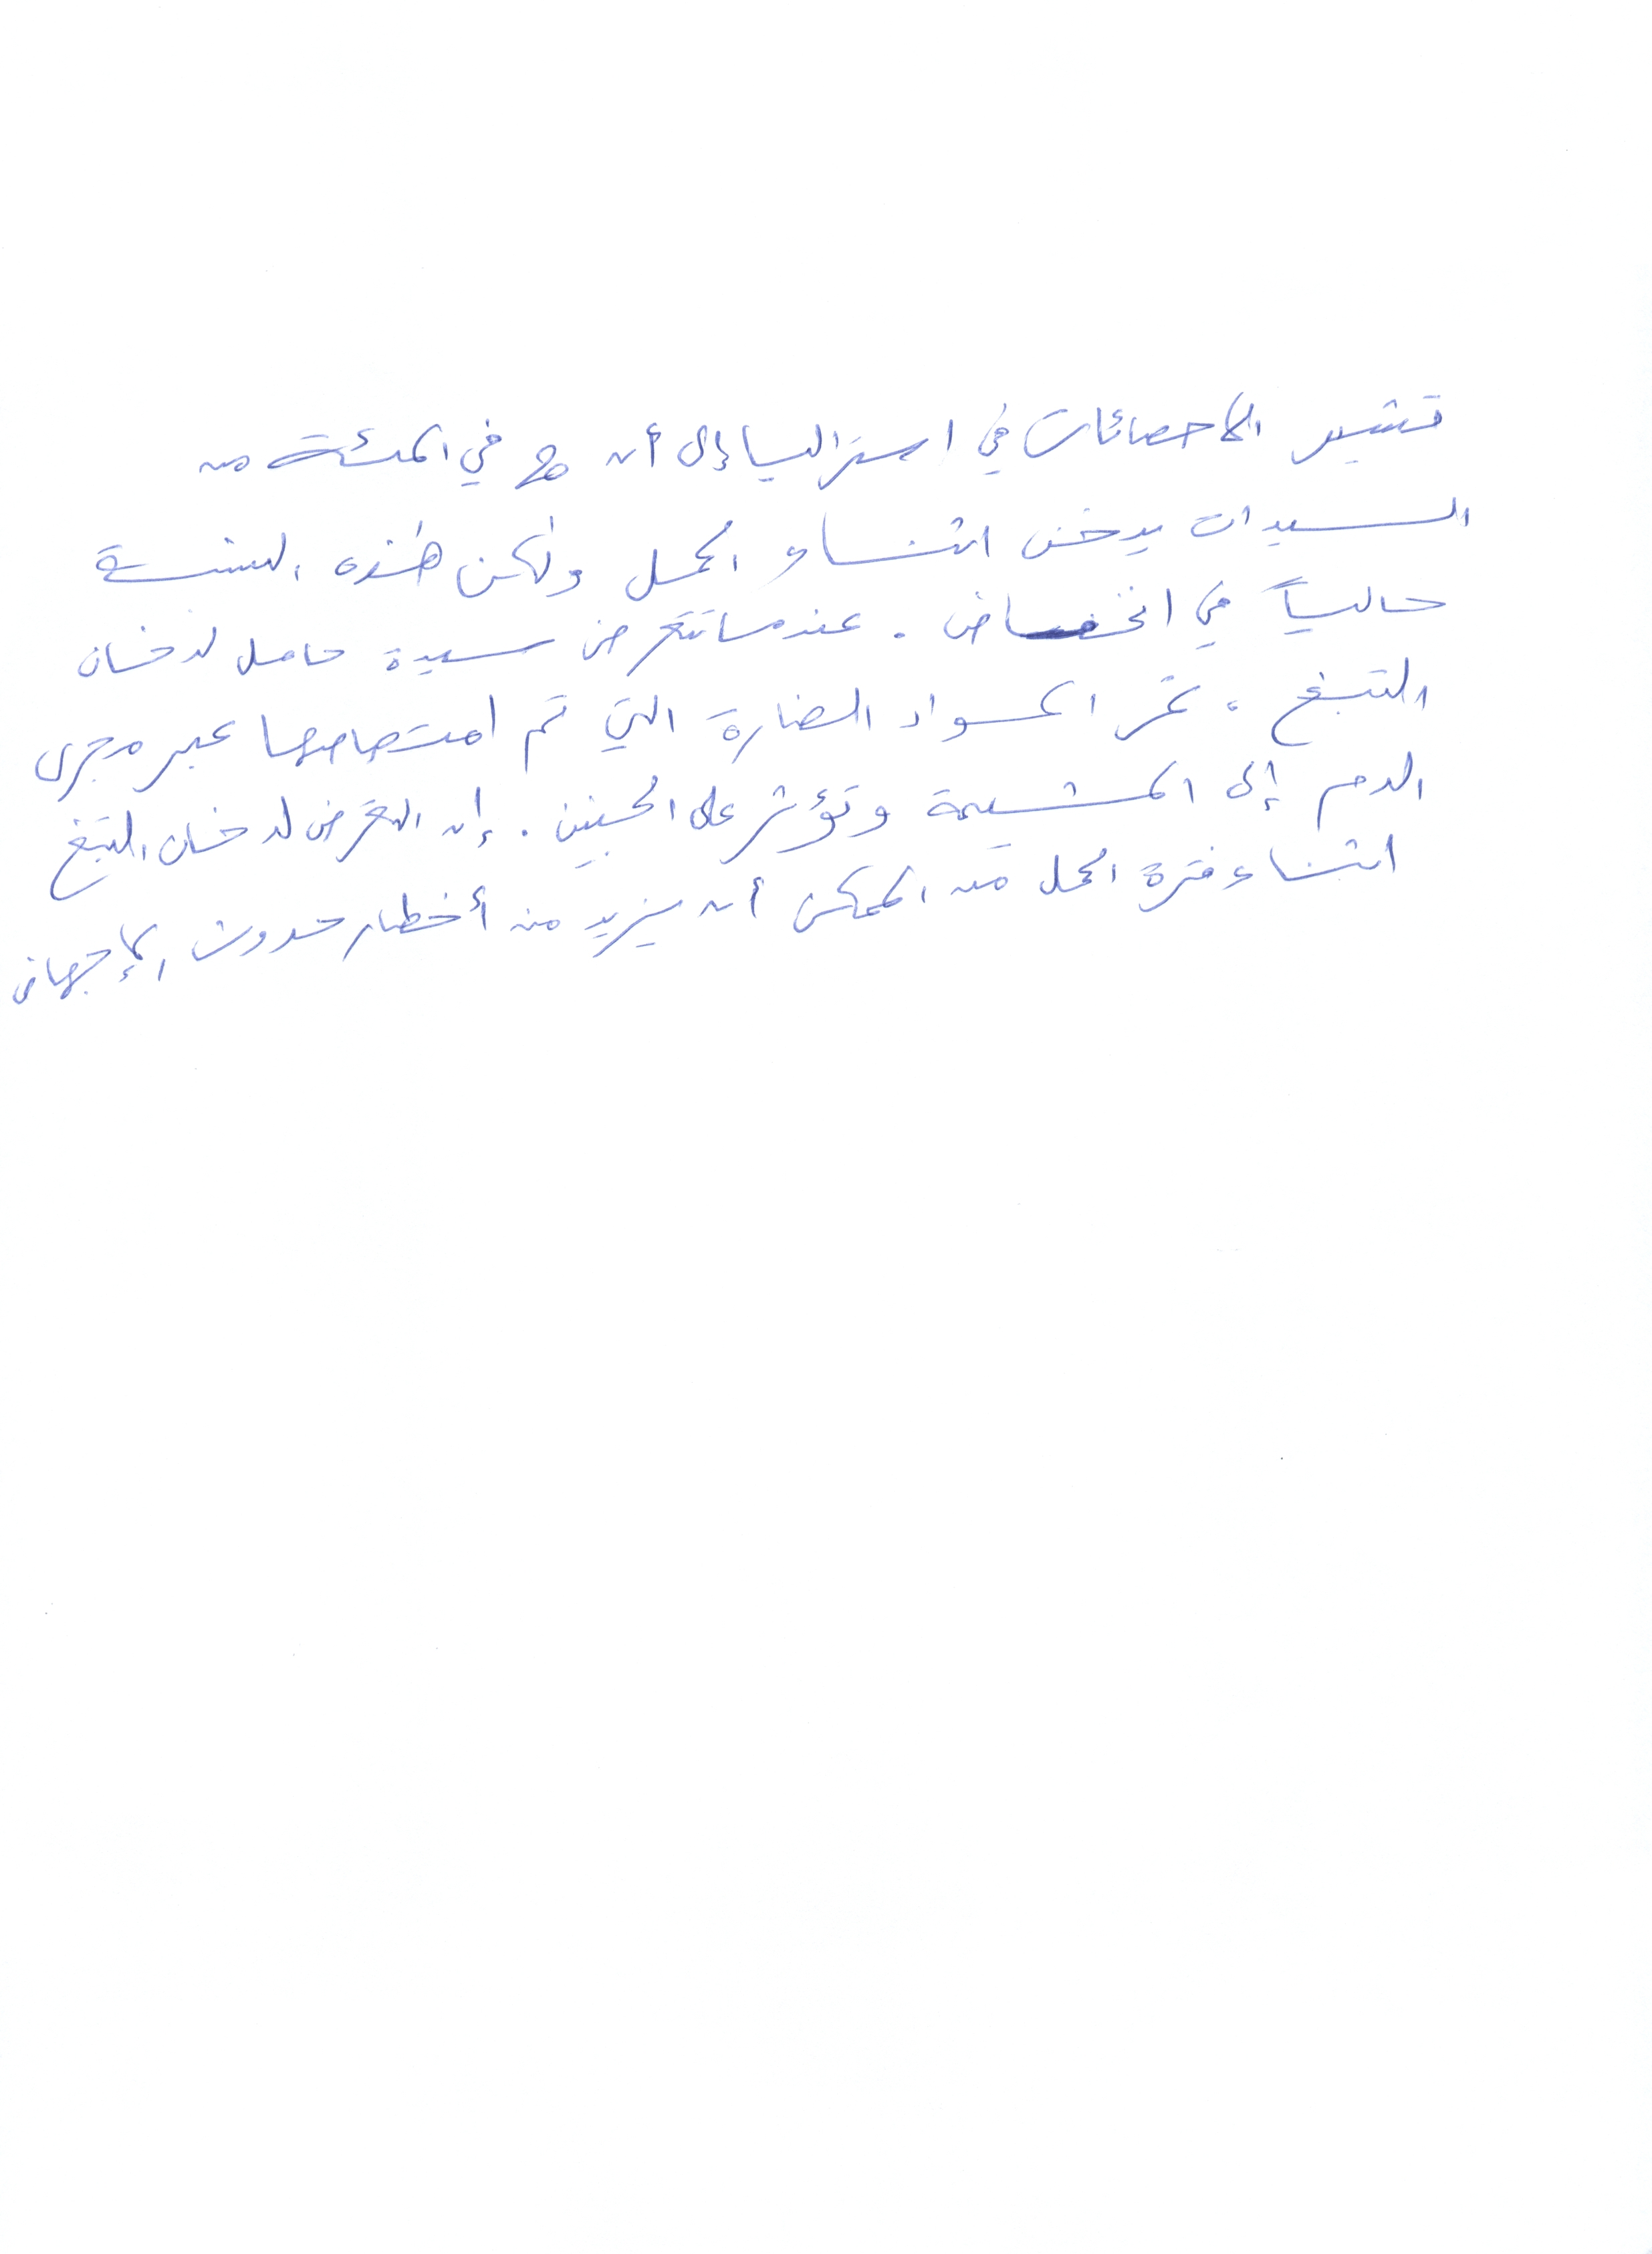 تشير الاحصائات في استراليا إلى أن 20 في المئة من
السيدات يدخن اثناء الحمل ولكن هذه النسبة
حالياً في انخفاض . عندما تتعرض سيدة حامل لدخان
التبغ ، تمر المواد الضارة التي تم امتصاصها عبر مجرى
الدم إلى المشيمة وتؤثر على الجنين . إن التعرض لدخان التبغ
اثناء فترة الحمل من الممكن أن يزيد من أخطار حدوث الإجهاض